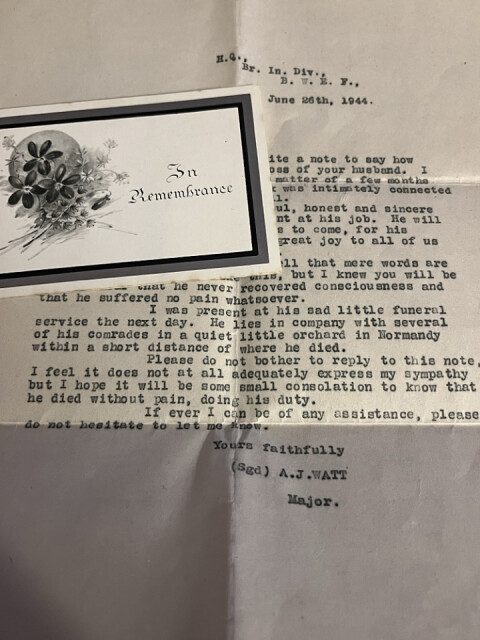 H.Q.,
Br. In. Div.,
B. W. E. F.,
June 26th, 1944.
In
Remembrance
ite a note to say how
oss of your husband. I
matter of a few months
was intimately connected
l.
ul, honest and sincere
nt at his job. He will
s to come, for his
great joy to all of us
ell that mere words are
this, but I knew you will be
that he never recovered consciousness and
that he suffered no pain whatsoever.
I was present at his sad little funeral
service the next day. He lies in company with several
of his comrades in a quiet little orchard in Normandy
within a short distance of where he died.
Please do not bother to reply to this note,
I feel it does not at all adequately express my sympathy
but I hope it will be some small consolation to know that
he died without pain, doing his duty.
If ever I can be of any assistance, please
do not hesitate to let me know.
Yours faithfully
(Sgd) A.J.WATT
Major.